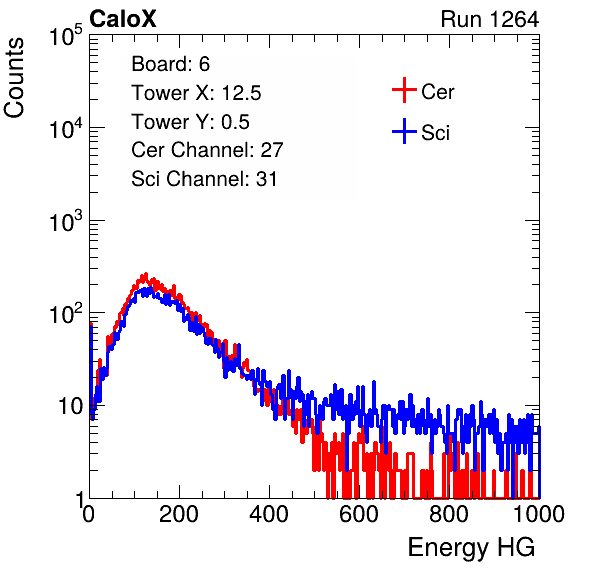 CaloX Run 1264
Counts
Board: 6
Tower X: 12.5
Tower Y: 0.5
Cer Channel: 27
Sci Channel: 31
Cer
Sci
10^5
10^4
10^3
10^2
10
1
0 200 400 600 800 1000
Energy HG